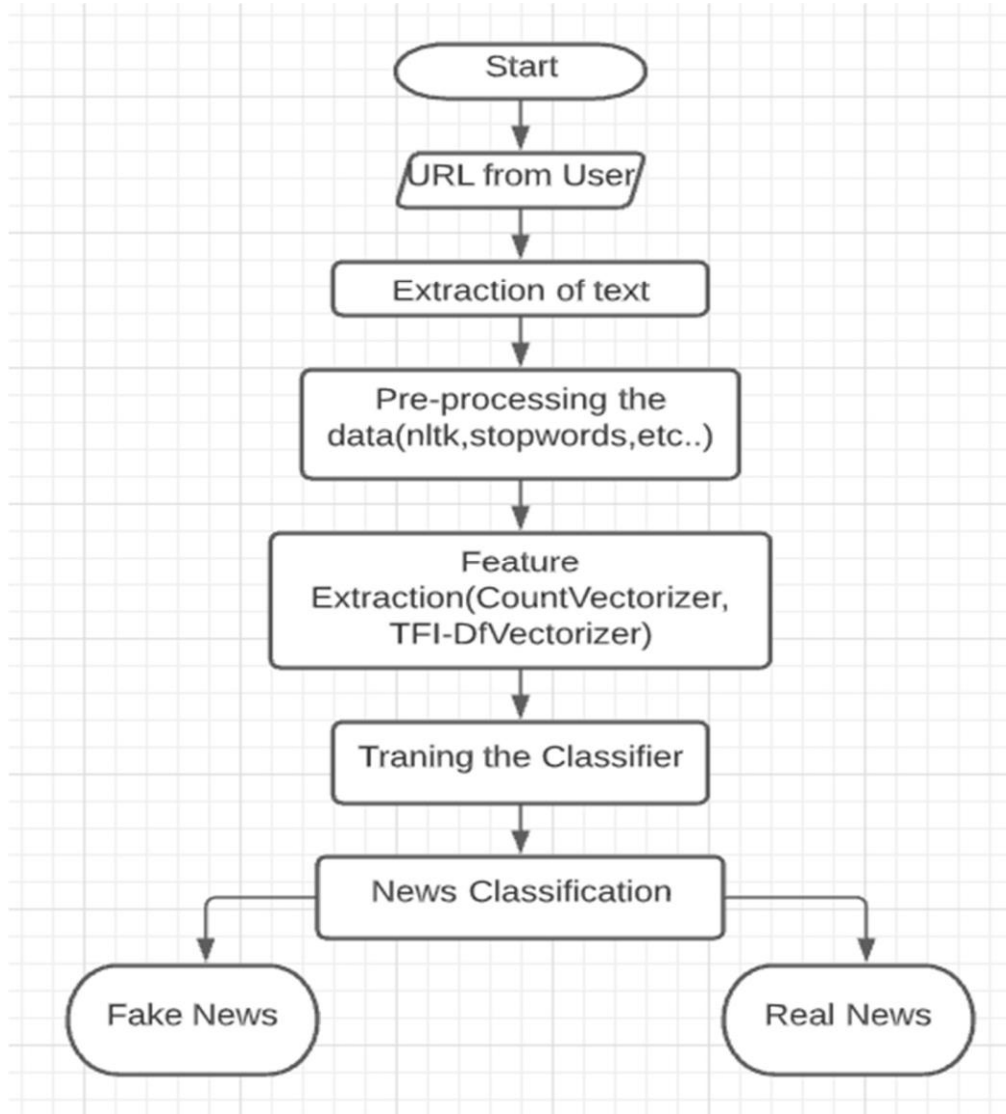 Start
URL from User
Extraction of text
Pre-processing the
data(nltk,stopwords,etc..)
Feature
Extraction(CountVectorizer,
TFI-DfVectorizer)
Traning the Classifier
News Classification
Fake News
Real News